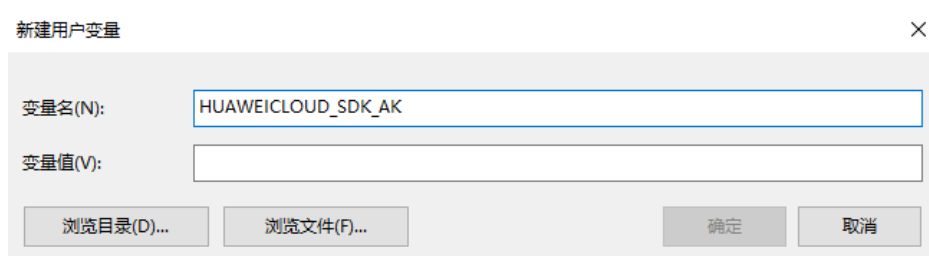 新建用户变量
变量名(N): HUAWEICLOUD_SDK_AK
变量值(V):
浏览目录(D)... 浏览文件(F)... 确定 取消